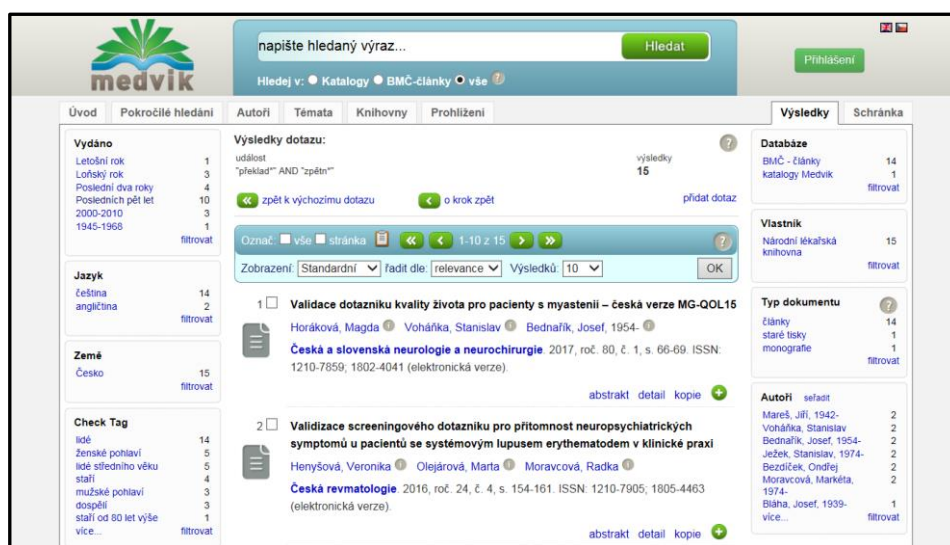 medvik
napište hledaný výraz...
Hledat
Hledej v: Katalogy BMČ-články vše
Přihlášení
Úvod Pokročilé hledání Autoři Témata Knihovny Prohlížení Výsledky Schránka
Vydáno
Letošní rok 1
Loňský rok 3
Poslední dva roky 4
Posledních pět let 10
2000-2010 3
1945-1968 1
filtrovat
Jazyk
čeština 14
angličtina 2
filtrovat
Země
Česko 15
filtrovat
Check Tag
lidé 14
ženské pohlaví 5
lidé středního věku 5
staří 4
mužské pohlaví 3
dospělí 3
staří od 80 let výše 1
více... filtrovat
Výsledky dotazu:
událost výsledky
"překlad*" AND "zpětn*" 15
zpět k výchozímu dotazu o krok zpět přidat dotaz
Označ: vše stránka 1-10 z 15
Zobrazení: Standardní řadit dle: relevance Výsledků: 10 OK
1 Validace dotazníku kvality života pro pacienty s myastenií – česká verze MG-QOL15
Horáková, Magda Voháňka, Stanislav Bednařík, Josef, 1954-
Česká a slovenská neurologie a neurochirurgie. 2017, roč. 80, č. 1, s. 66-69. ISSN:
1210-7859; 1802-4041 (elektronická verze).
abstrakt detail kopie
2 Validizace screeningového dotazníku pro přítomnost neuropsychiatrických
symptomů u pacientů se systémovým lupusem erythematodem v klinické praxi
Henyšová, Veronika Olejárová, Marta Moravcová, Radka
Česká revmatologie. 2016, roč. 24, č. 4, s. 154-161. ISSN: 1210-7905; 1805-4463
(elektronická verze).
abstrakt detail kopie
Databáze
BMČ - články 14
katalogy Medvik 1
filtrovat
Vlastník
Národní lékařská 15
knihovna
filtrovat
Typ dokumentu
články 14
staré tisky 1
monografie 1
filtrovat
Autoři seřadit
Mareš, Jiří, 1942- 2
Voháňka, Stanislav 2
Bednařík, Josef, 1954- 2
Ježek, Stanislav, 1974- 2
Bezdíček, Ondřej 2
Moravcová, Markéta, 2
1974-
Bláha, Josef, 1939- 1
více... filtrovat